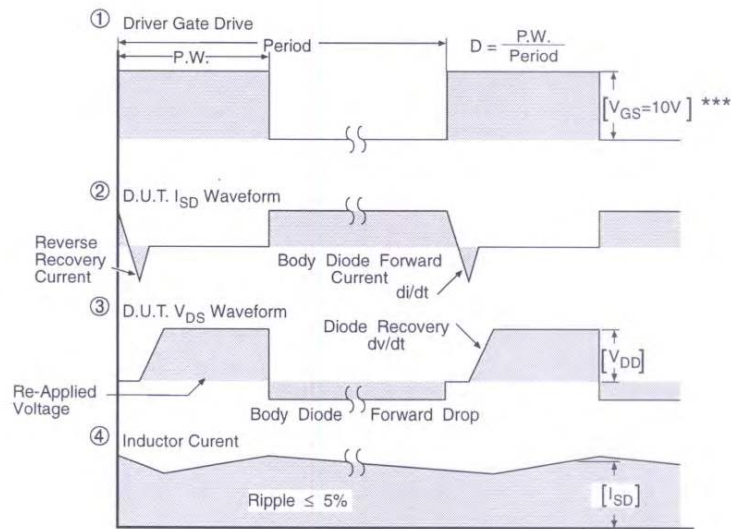 ① Driver Gate Drive
P.W.
Period
D = P.W.
Period
[VGS=10V] ***
② D.U.T. ISD Waveform
Reverse
Recovery
Current
Body Diode Forward
Current
di/dt
③ D.U.T. VDS Waveform
Diode Recovery
dv/dt
[VDD]
Re-Applied
Voltage
Body Diode Forward Drop
④ Inductor Curent
Ripple ≤ 5%
[ISD]